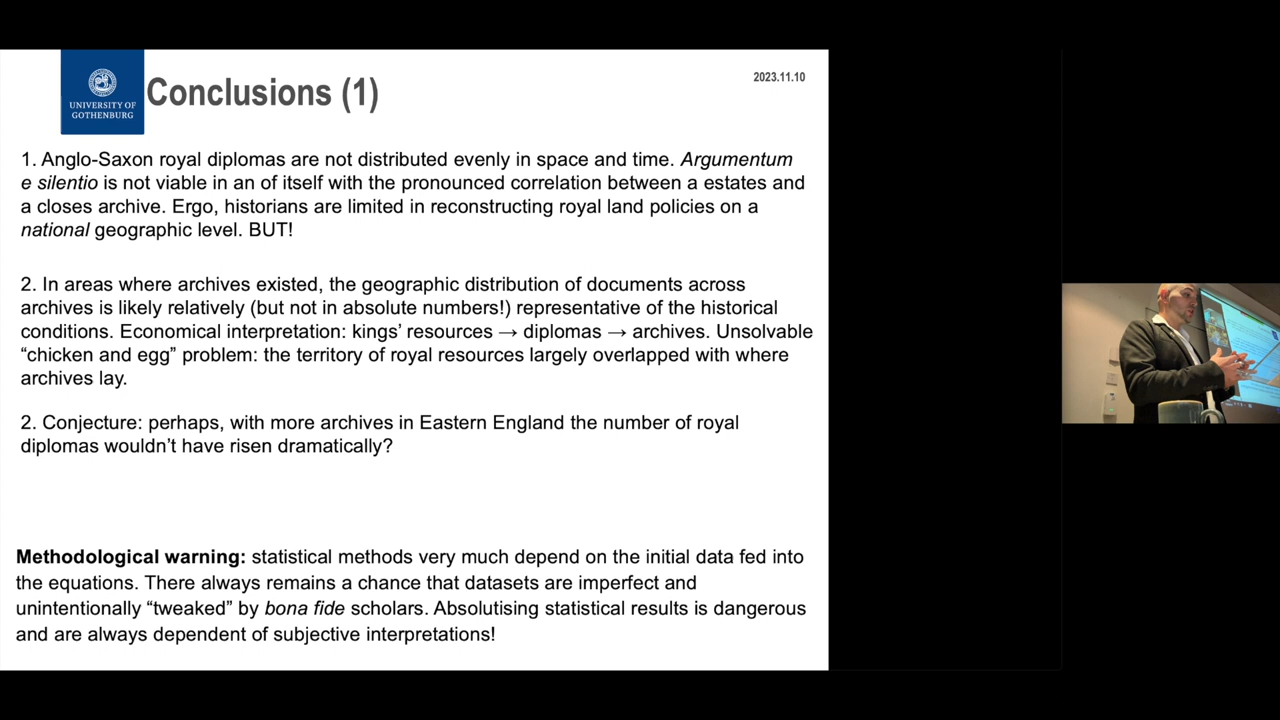 UNIVERSITY OF
GOTHENBURG
Conclusions (1)
2023.11.10
1. Anglo-Saxon royal diplomas are not distributed evenly in space and time. Argumentum
e silentio is not viable in an of itself with the pronounced correlation between a estates and
a closes archive. Ergo, historians are limited in reconstructing royal land policies on a
national geographic level. BUT!
2. In areas where archives existed, the geographic distribution of documents across
archives is likely relatively (but not in absolute numbers!) representative of the historical
conditions. Economical interpretation: kings’ resources → diplomas → archives. Unsolvable
“chicken and egg” problem: the territory of royal resources largely overlapped with where
archives lay.
2. Conjecture: perhaps, with more archives in Eastern England the number of royal
diplomas wouldn’t have risen dramatically?
Methodological warning: statistical methods very much depend on the initial data fed into
the equations. There always remains a chance that datasets are imperfect and
unintentionally “tweaked” by bona fide scholars. Absolutising statistical results is dangerous
and are always dependent of subjective interpretations!